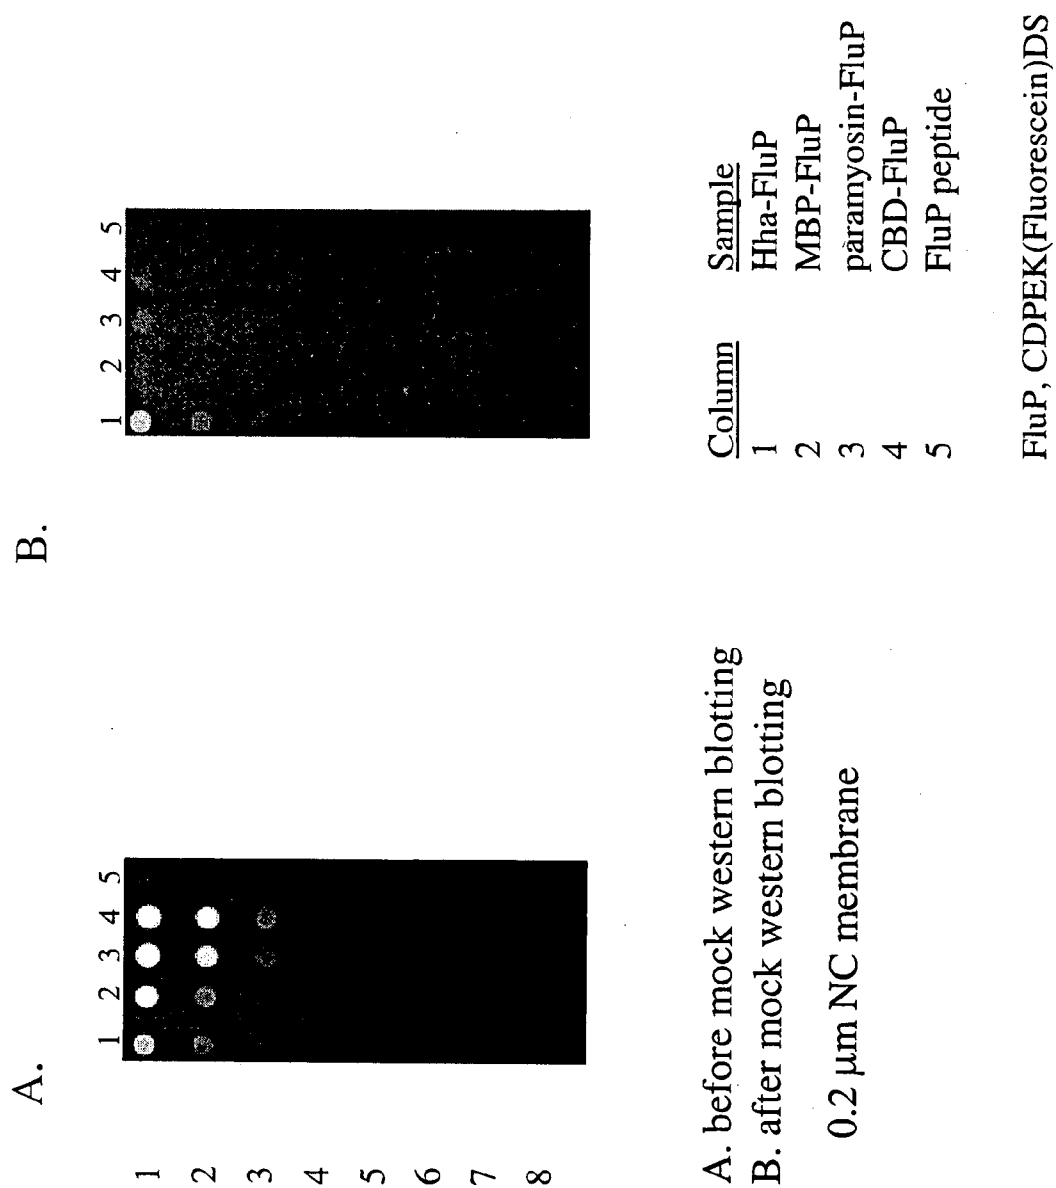 A.
1 2 3 4 5
1
2
3
4
5
6
7
8
B.
1 2 3 4 5
A. before mock western blotting
B. after mock western blotting
0.2 µm NC membrane
Column Sample
1 Hha-FluP
2 MBP-FluP
3 paramyosin-FluP
4 CBD-FluP
5 FluP peptide
FluP, CDPEK(Fluorescein)DS